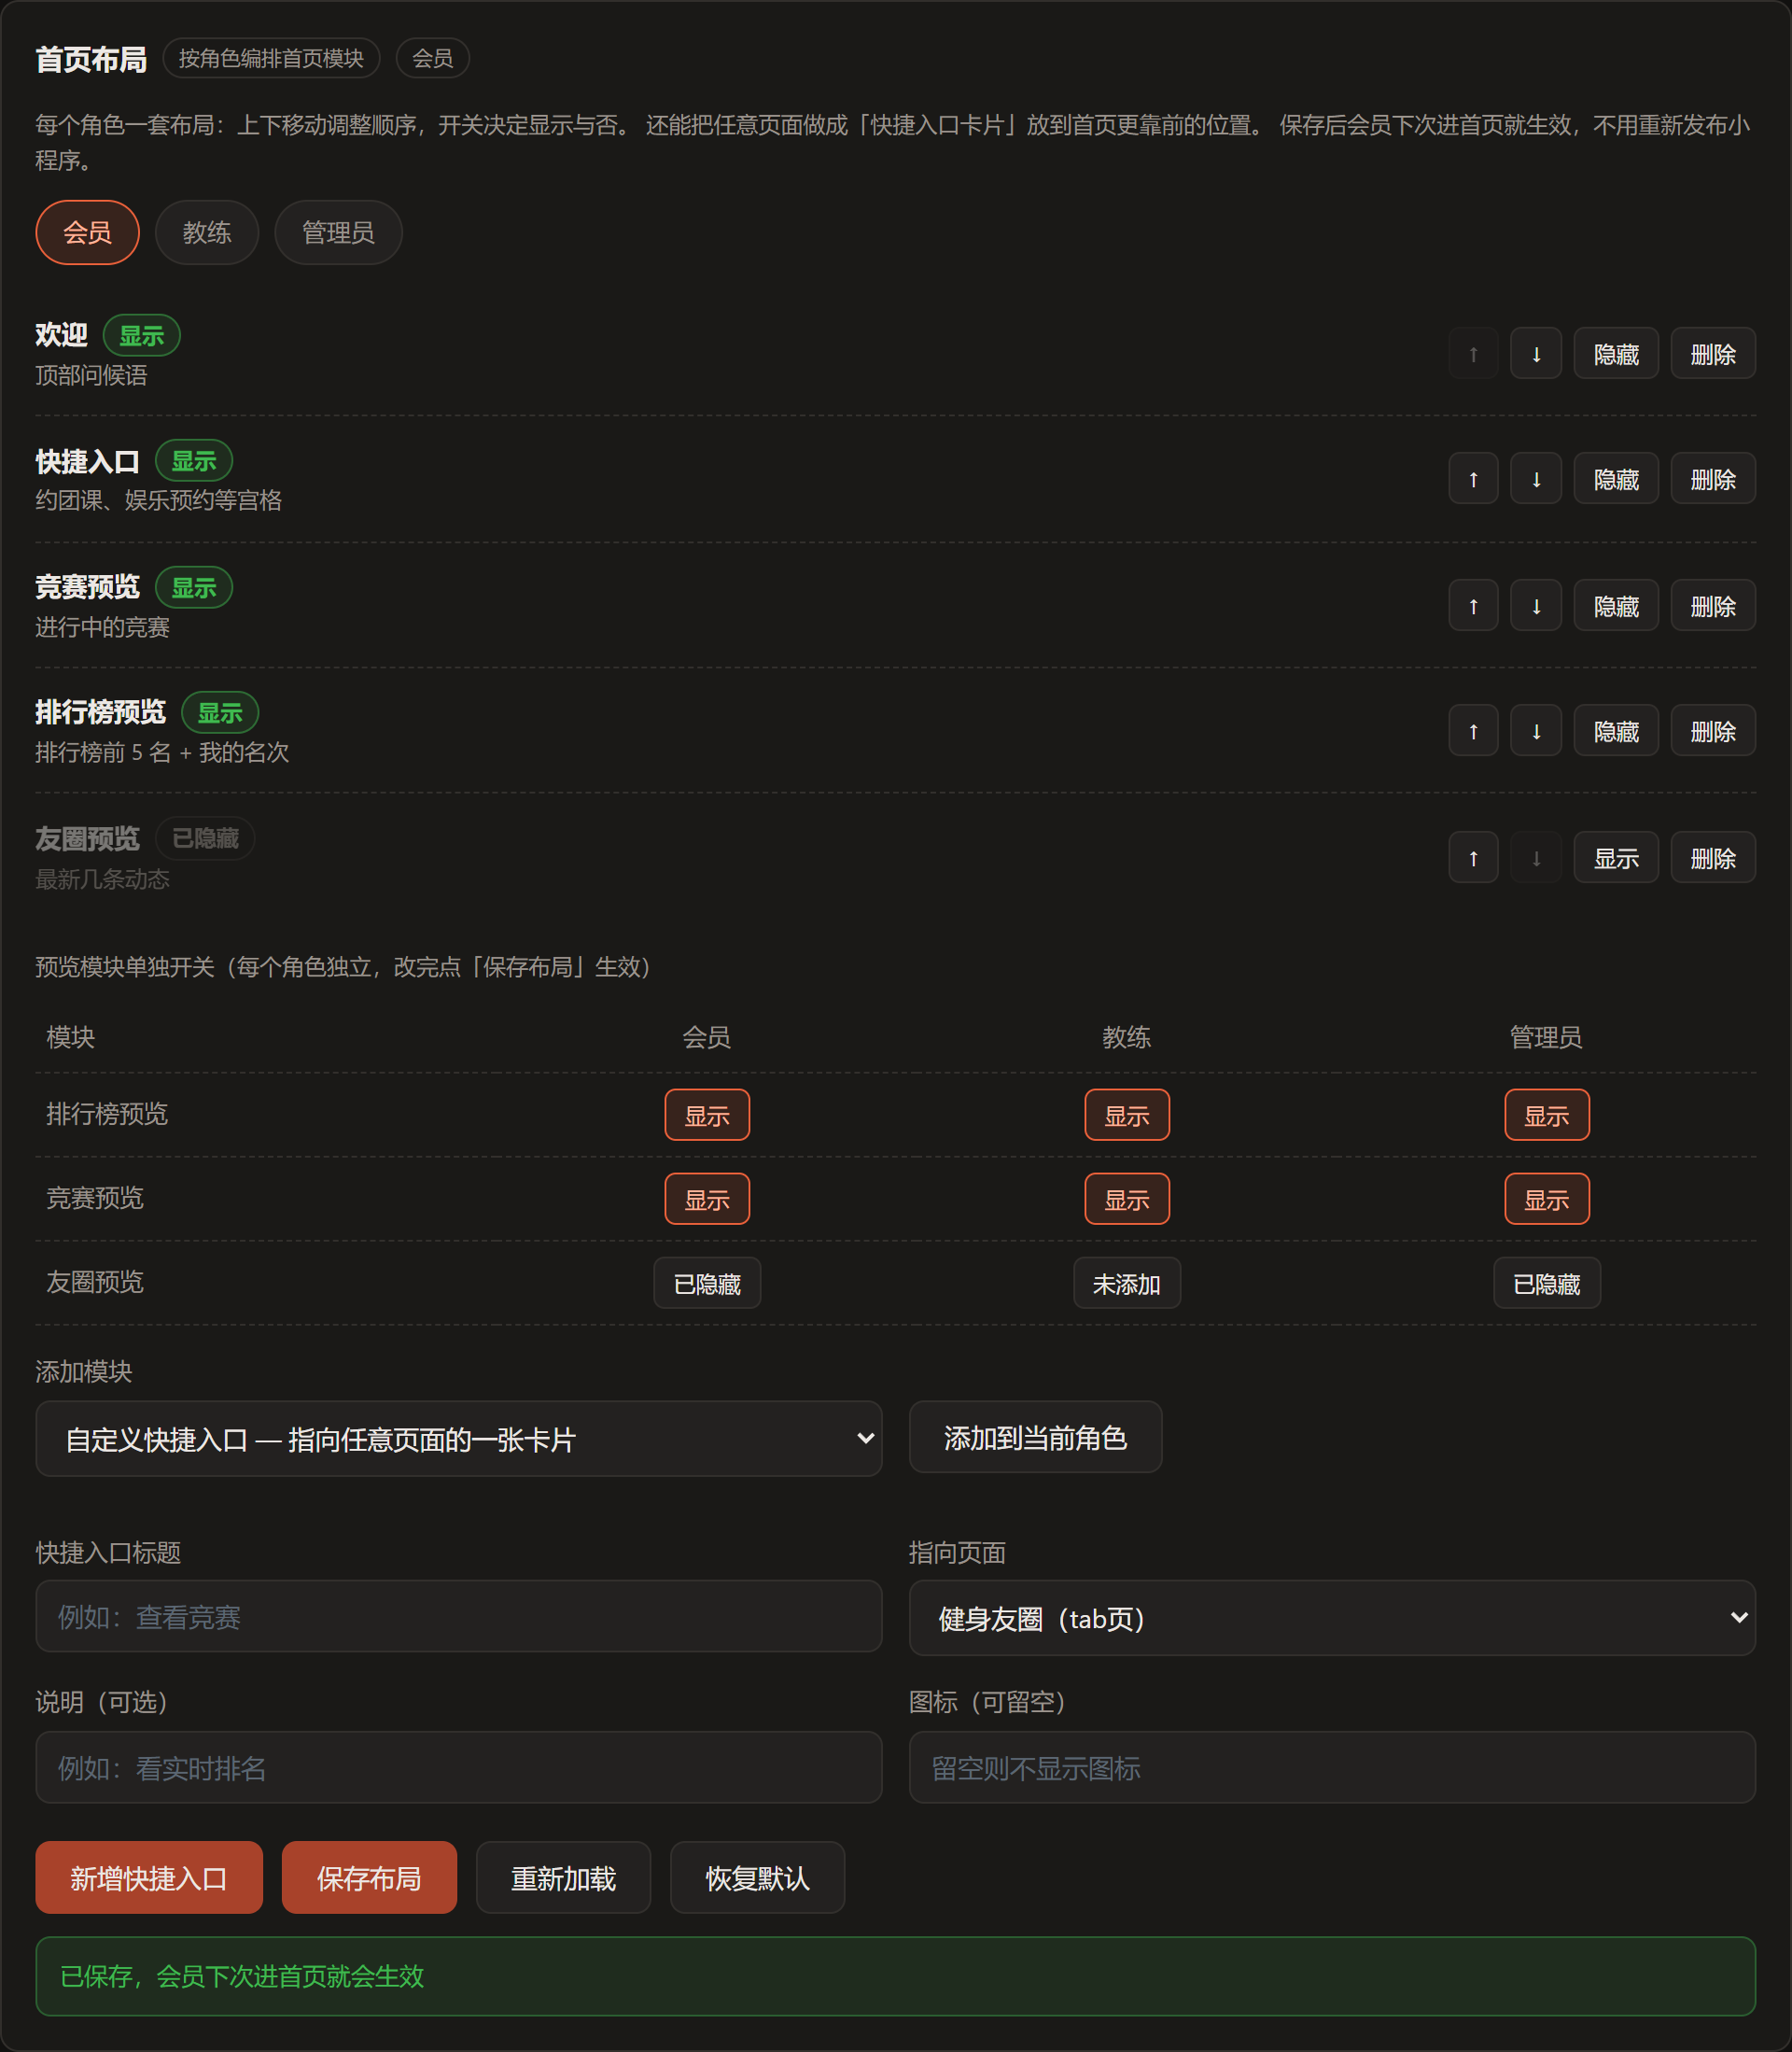 首页布局 按角色编排首页模块 会员
每个角色一套布局：上下移动调整顺序，开关决定显示与否。 还能把任意页面做成「快捷入口卡片」放到首页更靠前的位置。 保存后会员下次进首页就生效，不用重新发布小
程序。
会员 教练 管理员
欢迎 显示
顶部问候语
↑ ↓ 隐藏 删除
快捷入口 显示
约团课、娱乐预约等宫格
↑ ↓ 隐藏 删除
竞赛预览 显示
进行中的竞赛
↑ ↓ 隐藏 删除
排行榜预览 显示
排行榜前 5 名 + 我的名次
↑ ↓ 隐藏 删除
友圈预览 已隐藏
最新几条动态
↑ ↓ 显示 删除
预览模块单独开关（每个角色独立，改完点「保存布局」生效）
模块 会员 教练 管理员
排行榜预览 显示 显示 显示
竞赛预览 显示 显示 显示
友圈预览 已隐藏 未添加 已隐藏
添加模块
自定义快捷入口 — 指向任意页面的一张卡片 添加到当前角色
快捷入口标题 指向页面
例如：查看竞赛 健身友圈（tab页）
说明（可选） 图标（可留空）
例如：看实时排名 留空则不显示图标
新增快捷入口 保存布局 重新加载 恢复默认
已保存，会员下次进首页就会生效